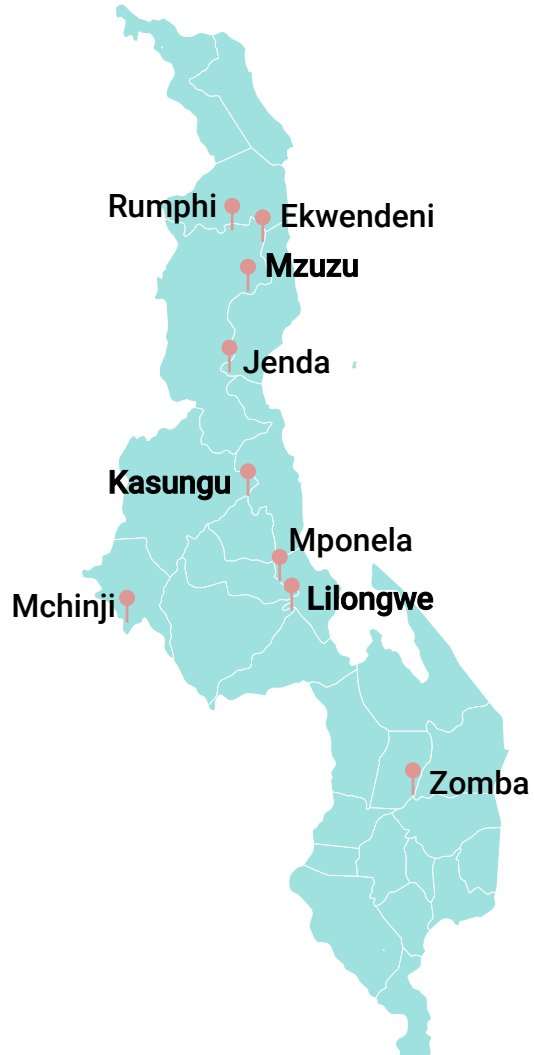 Rumphi
Ekwendeni
Mzuzu
Jenda
Kasungu
Mponela
Mchinji
Lilongwe
Zomba